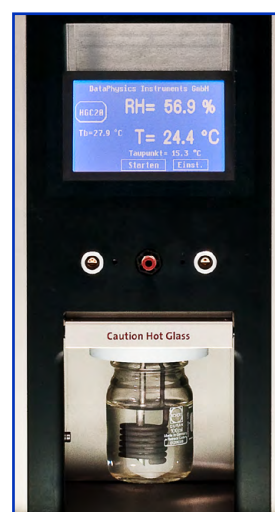 DataPhysics Instruments GmbH
HGC20
RH= 56.9 %
Tb=27.9 °C
T= 24.4 °C
Taupunkt= 15.3 °C
Starten
Einst.
Caution Hot Glass